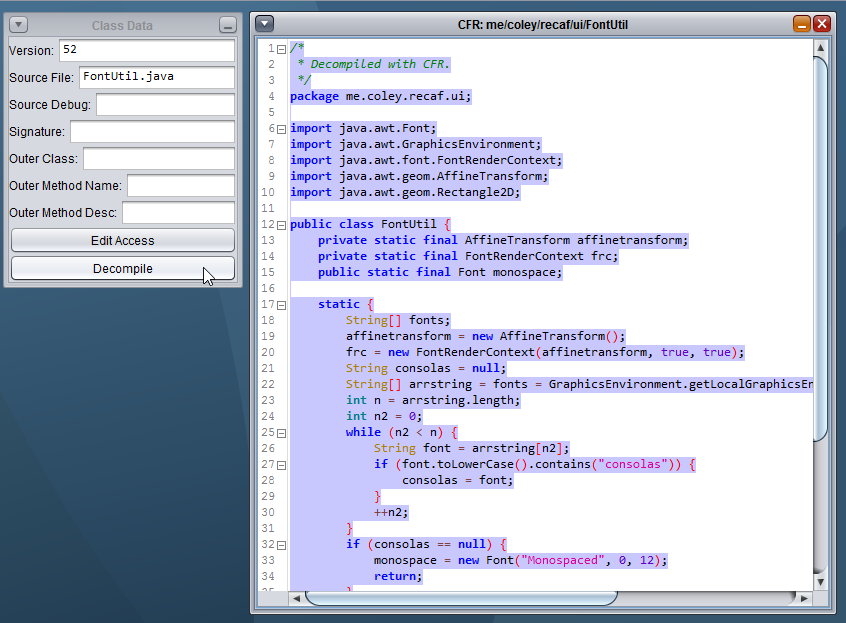 Class Data
Version: 52
Source File: FontUtil.java
Source Debug:
Signature:
Outer Class:
Outer Method Name:
Outer Method Desc:
Edit Access
Decompile
CFR: me/coley/recaf/ui/FontUtil
1 /*
2  * Decompiled with CFR.
3  */
4 package me.coley.recaf.ui;
5
6 import java.awt.Font;
7 import java.awt.GraphicsEnvironment;
8 import java.awt.font.FontRenderContext;
9 import java.awt.geom.AffineTransform;
10 import java.awt.geom.Rectangle2D;
11
12 public class FontUtil {
13     private static final AffineTransform affinetransform;
14     private static final FontRenderContext frc;
15     public static final Font monospace;
16
17     static {
18         String[] fonts;
19         affinetransform = new AffineTransform();
20         frc = new FontRenderContext(affinetransform, true, true);
21         String consolas = null;
22         String[] arrstring = fonts = GraphicsEnvironment.getLocalGraphicsEn
23         int n = arrstring.length;
24         int n2 = 0;
25         while (n2 < n) {
26             String font = arrstring[n2];
27             if (font.toLowerCase().contains("consolas")) {
28                 consolas = font;
29             }
30             ++n2;
31         }
32         if (consolas == null) {
33             monospace = new Font("Monospaced", 0, 12);
34             return;
35         }